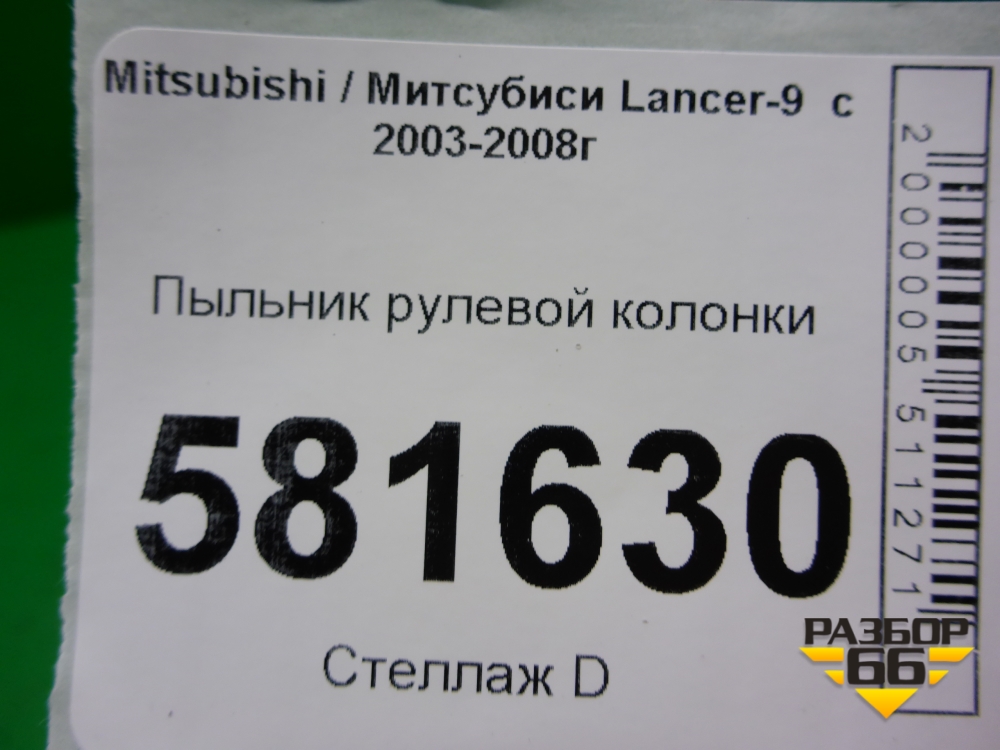 Mitsubishi / Митсубиси Lancer-9 с
2003-2008г
Пыльник рулевой колонки
581630
Стеллаж D
2000005511271
РАЗБОР
66